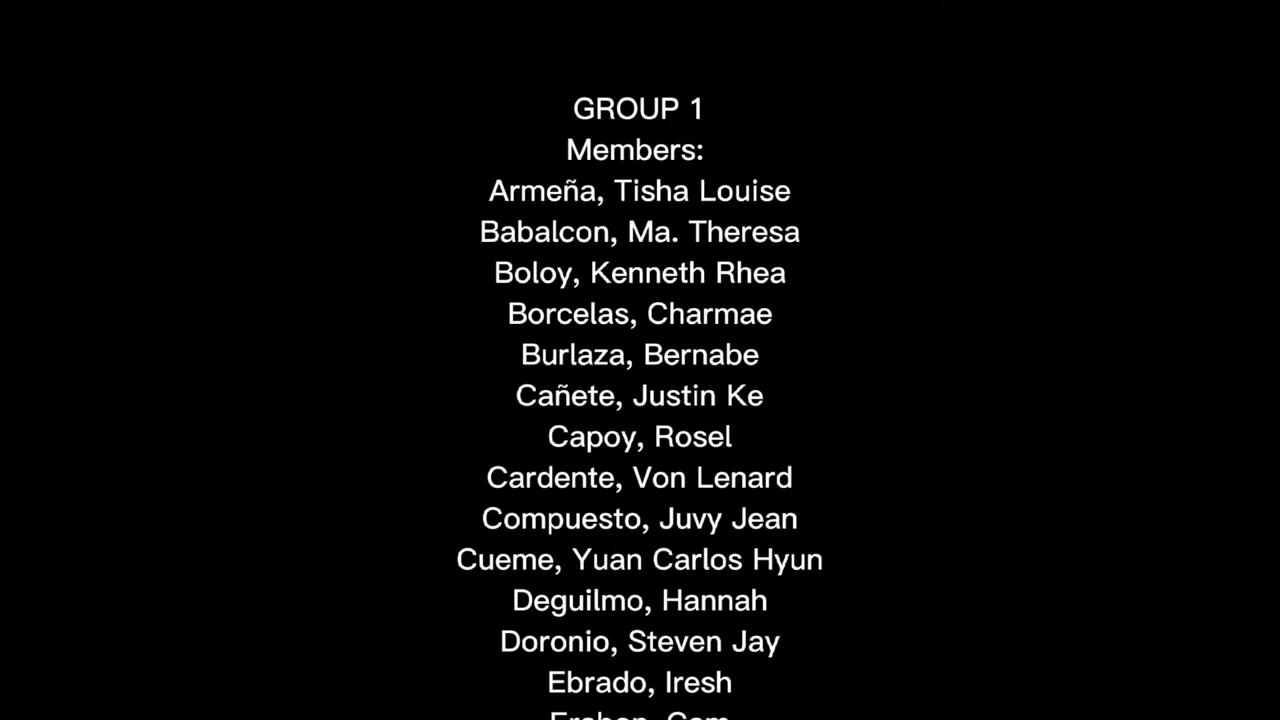 GROUP 1
Members:
Armeña, Tisha Louise
Babalcon, Ma. Theresa
Boloy, Kenneth Rhea
Borcelas, Charmae
Burlaza, Bernabe
Cañete, Justin Ke
Capoy, Rosel
Cardente, Von Lenard
Compuesto, Juvy Jean
Cueme, Yuan Carlos Hyun
Deguilmo, Hannah
Doronio, Steven Jay
Ebrado, Iresh